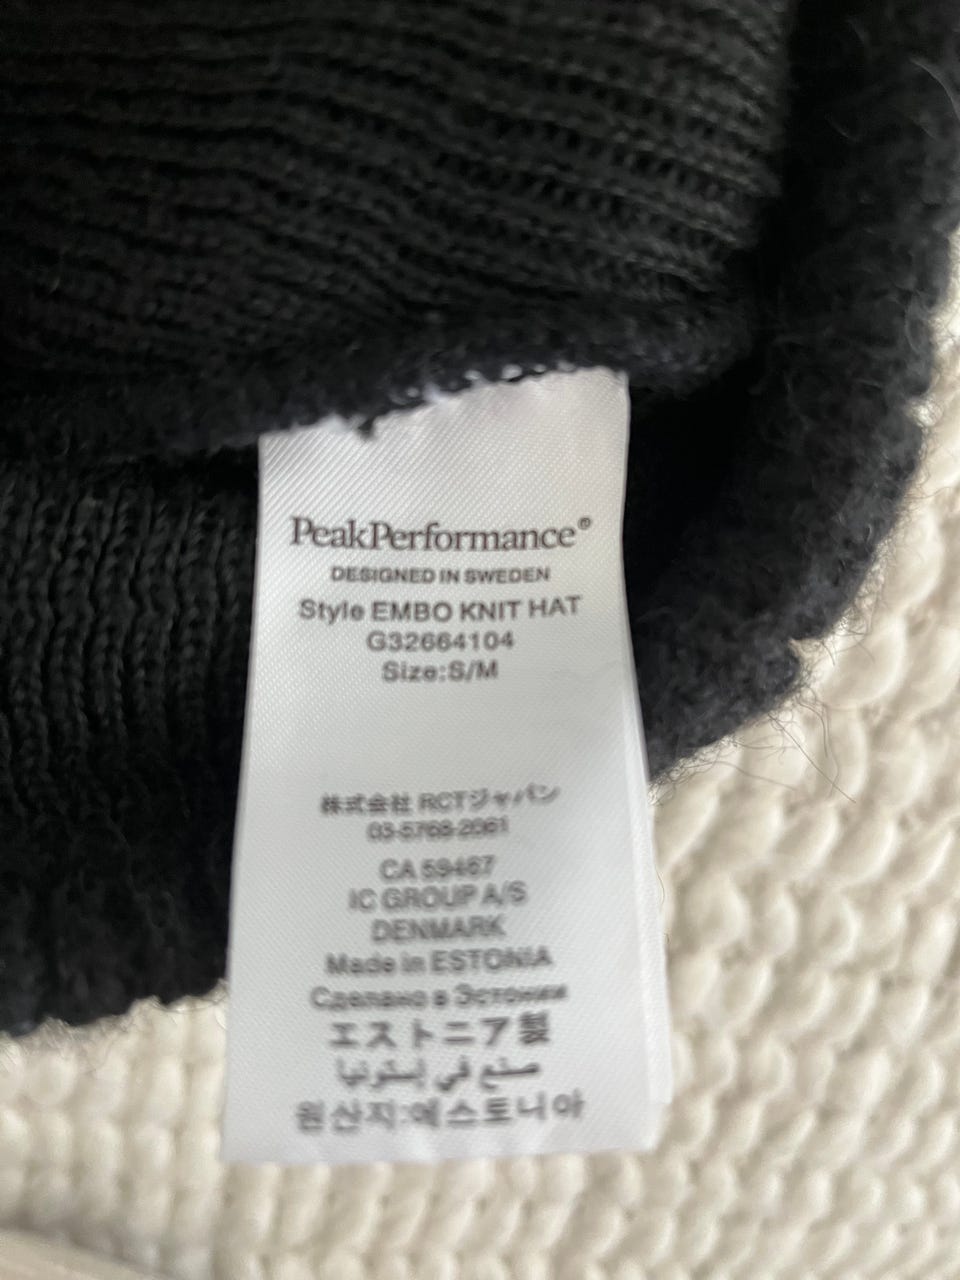 PeakPerformance®
DESIGNED IN SWEDEN
Style EMBO KNIT HAT
G32664104
Size:S/M
株式会社 RCTジャパン
03-5768-2061
CA 59467
IC GROUP A/S
DENMARK
Made in ESTONIA
Сделано в Эстонии
エストニア製
صنع في إستونيا
원산지:에스토니아